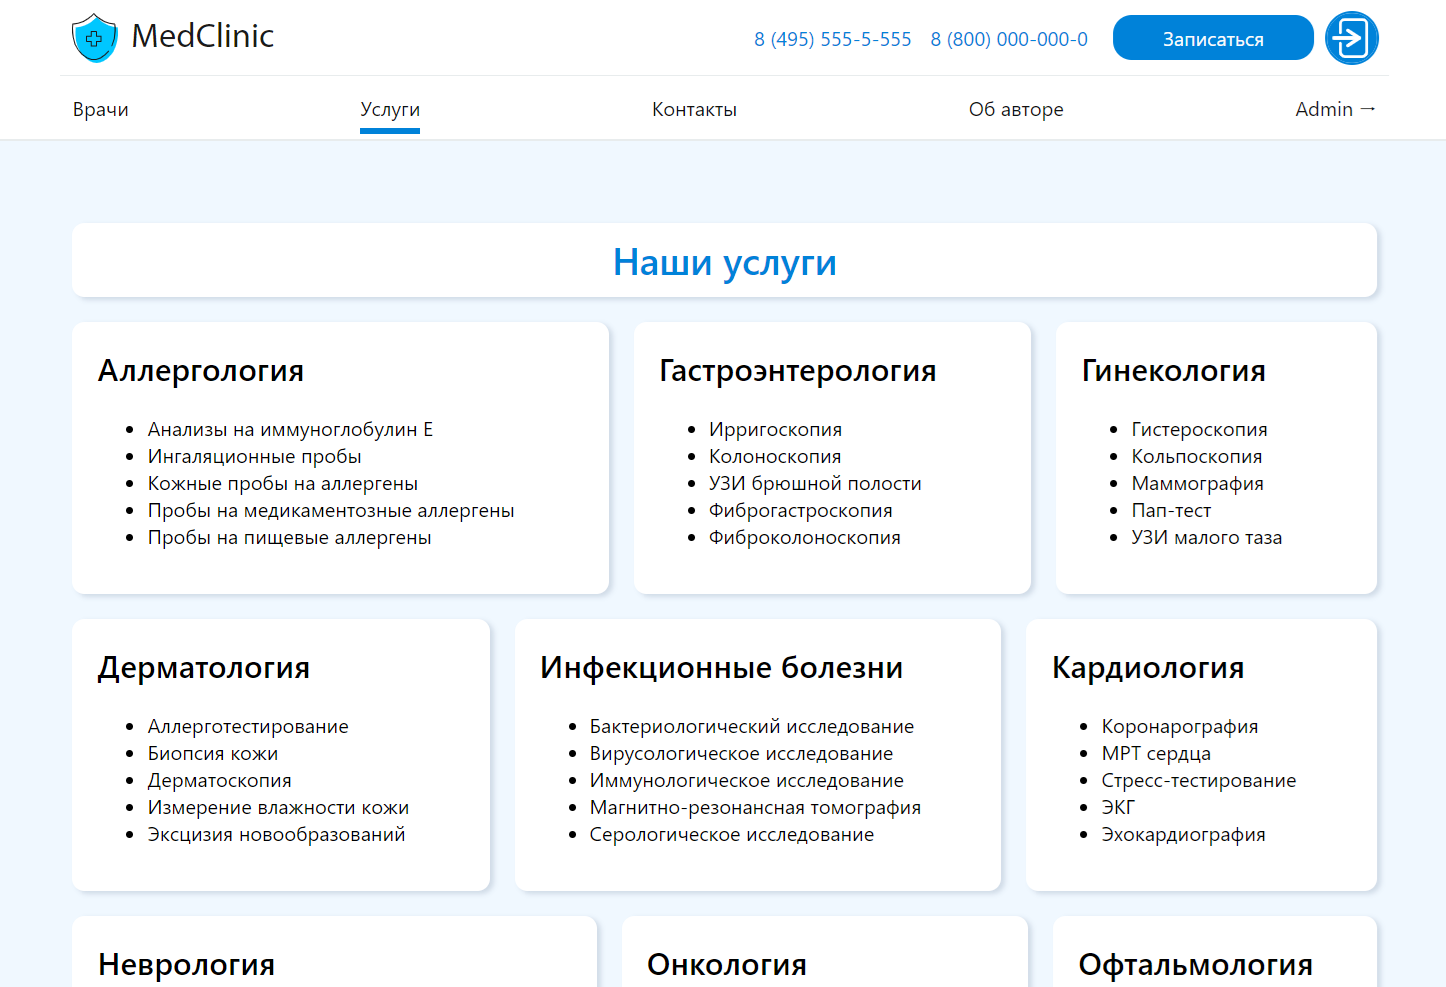 MedClinic
8 (495) 555-5-555 8 (800) 000-000-0
Записаться
Врачи Услуги Контакты Об авторе Admin →
Наши услуги
Аллергология
Анализы на иммуноглобулин Е
Ингаляционные пробы
Кожные пробы на аллергены
Пробы на медикаментозные аллергены
Пробы на пищевые аллергены
Гастроэнтерология
Ирригоскопия
Колоноскопия
УЗИ брюшной полости
Фиброгастроскопия
Фиброколоноскопия
Гинекология
Гистероскопия
Кольпоскопия
Маммография
Пап-тест
УЗИ малого таза
Дерматология
Аллерготестирование
Биопсия кожи
Дерматоскопия
Измерение влажности кожи
Эксцизия новообразований
Инфекционные болезни
Бактериологический исследование
Вирусологическое исследование
Иммунологическое исследование
Магнитно-резонансная томография
Серологическое исследование
Кардиология
Коронарография
МРТ сердца
Стресс-тестирование
ЭКГ
Эхокардиография
Неврология
Онкология
Офтальмология